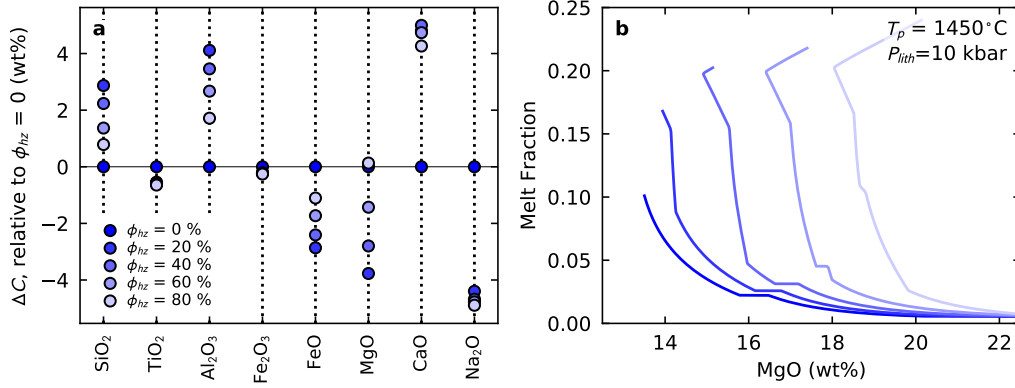 a
ΔC, relative to ϕhz = 0 (wt%)
4
2
0
−2
−4
ϕhz = 0 %
ϕhz = 20 %
ϕhz = 40 %
ϕhz = 60 %
ϕhz = 80 %
SiO₂
TiO₂
Al₂O₃
Fe₂O₃
FeO
MgO
CaO
Na₂O
b
Tp = 1450°C
Plith=10 kbar
Melt Fraction
0.25
0.20
0.15
0.10
0.05
0.00
14
16
18
20
22
MgO (wt%)